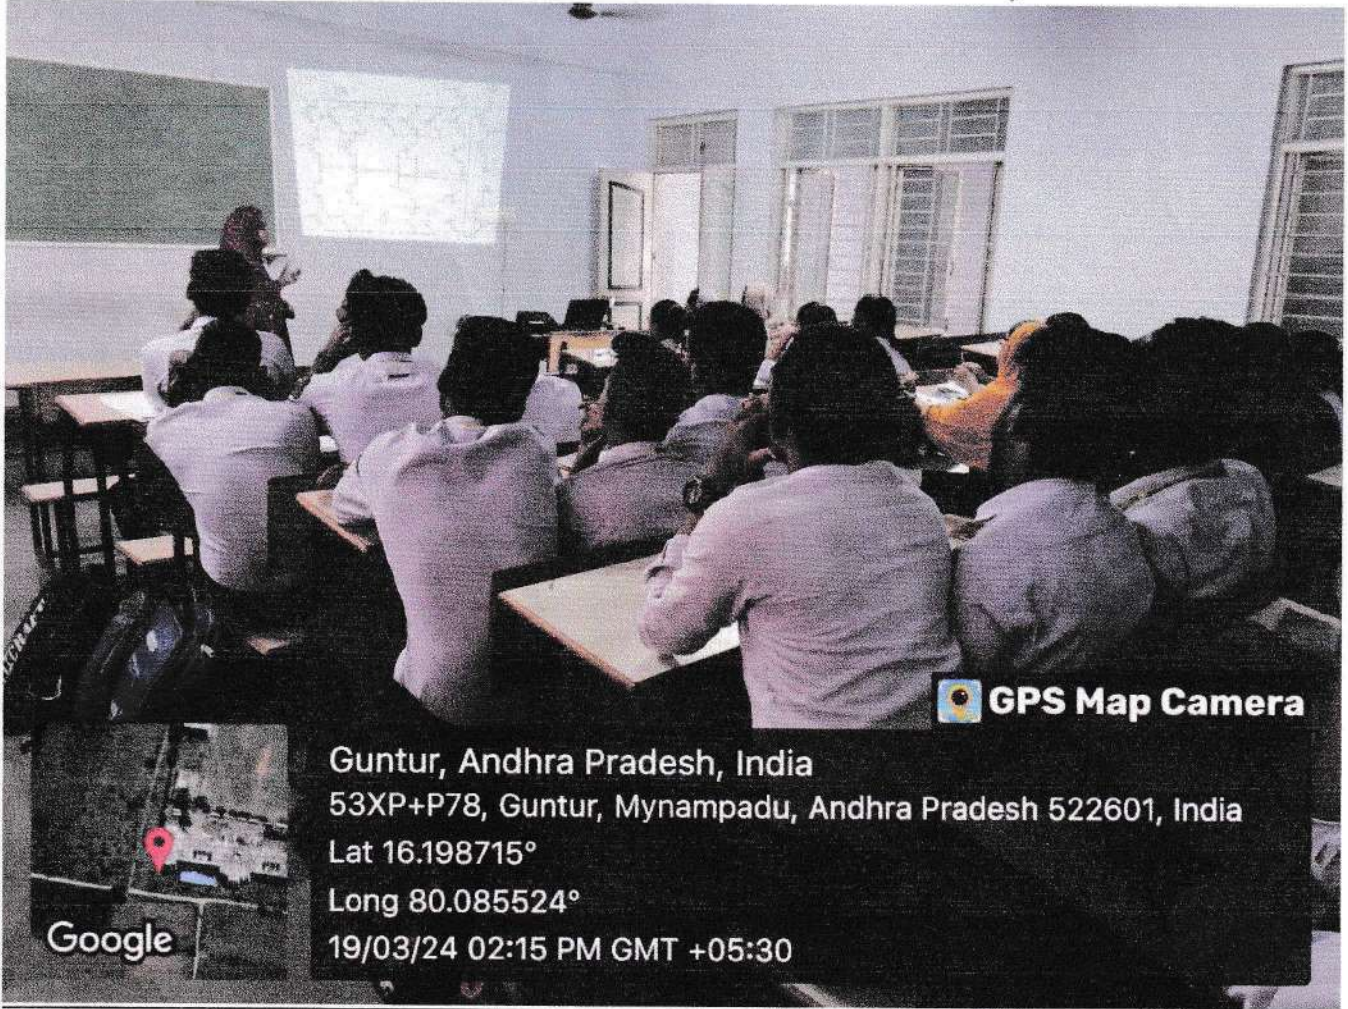 GPS Map Camera
Guntur, Andhra Pradesh, India
53XP+P78, Guntur, Mynampadu, Andhra Pradesh 522601, India
Lat 16.198715°
Long 80.085524°
19/03/24 02:15 PM GMT +05:30
Google